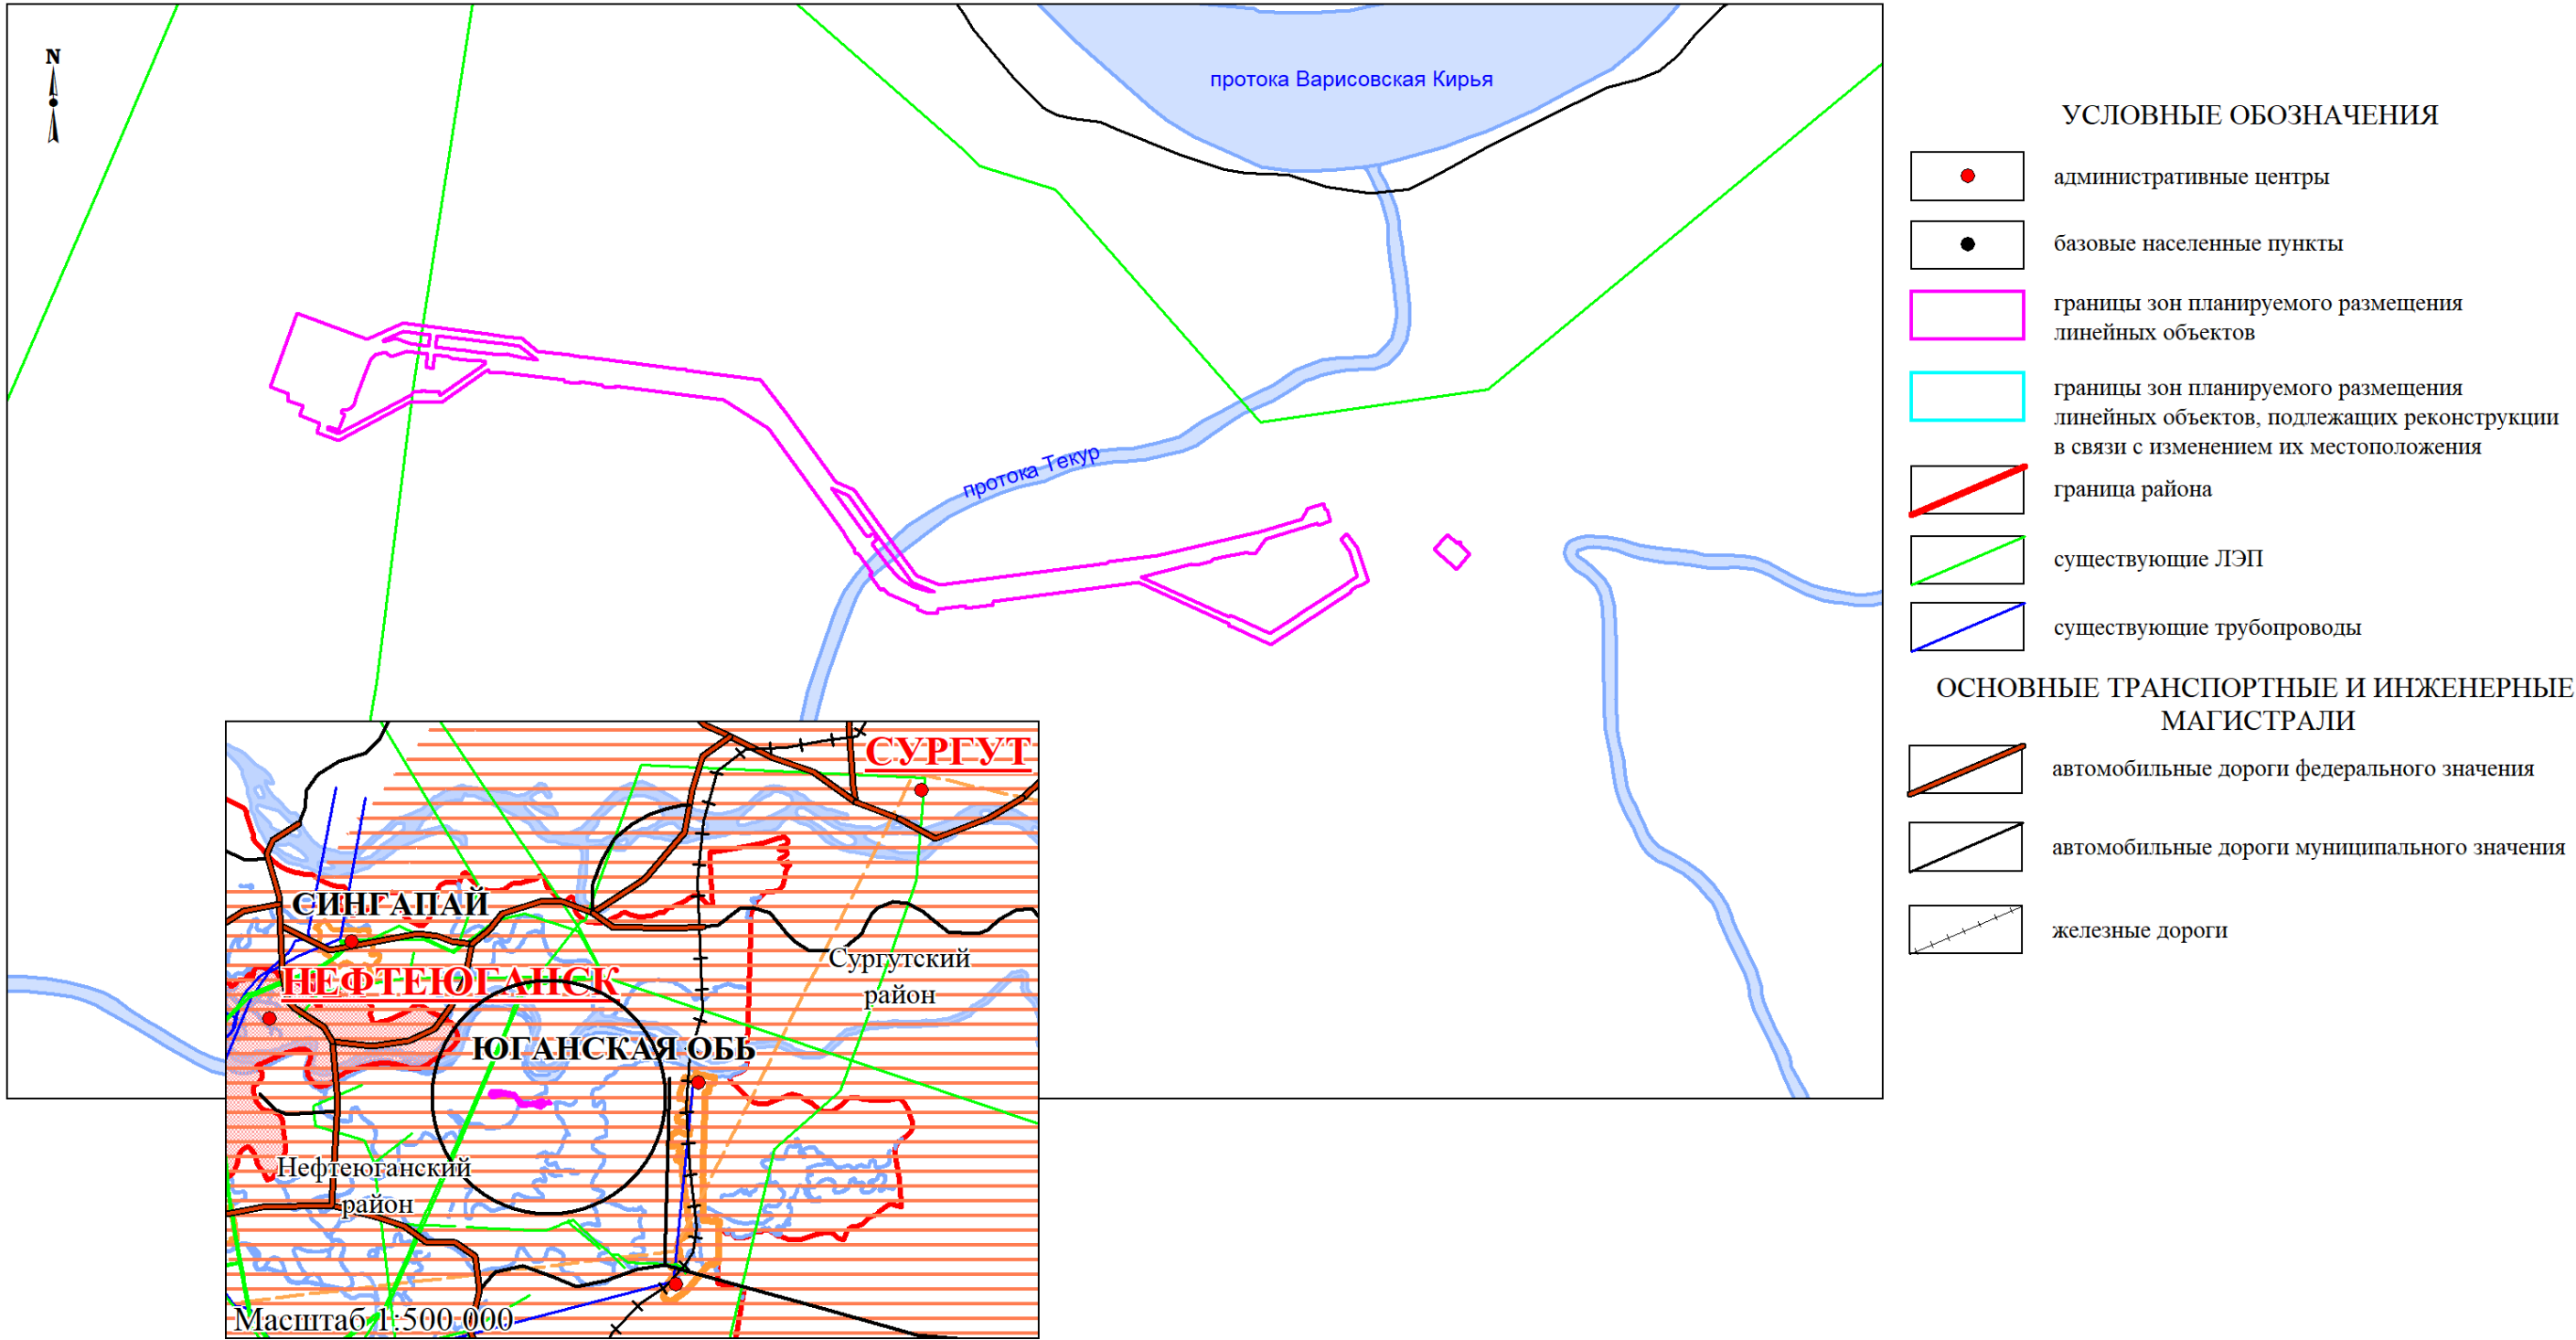 N
протока Варисовская Кирья
протока Текур
СУРГУТ
СИНГАПАЙ
Сургутский
район
НЕФТЕЮГАНСК
ЮГАНСКАЯ ОБЬ
Нефтеюганский
район
Масштаб 1:500 000
УСЛОВНЫЕ ОБОЗНАЧЕНИЯ
административные центры
базовые населенные пункты
границы зон планируемого размещения
линейных объектов
границы зон планируемого размещения
линейных объектов, подлежащих реконструкции
в связи с изменением их местоположения
граница района
существующие ЛЭП
существующие трубопроводы
ОСНОВНЫЕ ТРАНСПОРТНЫЕ И ИНЖЕНЕРНЫЕ
МАГИСТРАЛИ
автомобильные дороги федерального значения
автомобильные дороги муниципального значения
железные дороги